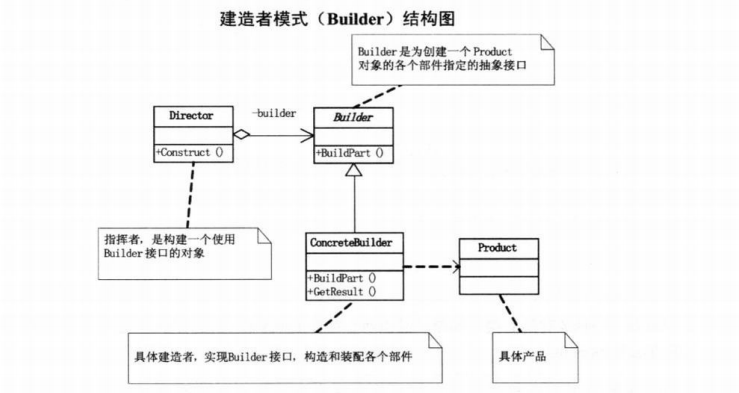 建造者模式（Builder）结构图
Builder是为创建一个Product
对象的各个部件指定的抽象接口
Director
-builder
Builder
+Construct()
+BuildPart()
指挥者，是构建一个使用
Builder接口的对象
ConcreteBuilder
Product
+BuildPart()
+GetResult()
具体建造者，实现Builder接口，构造和装配各个部件
具体产品